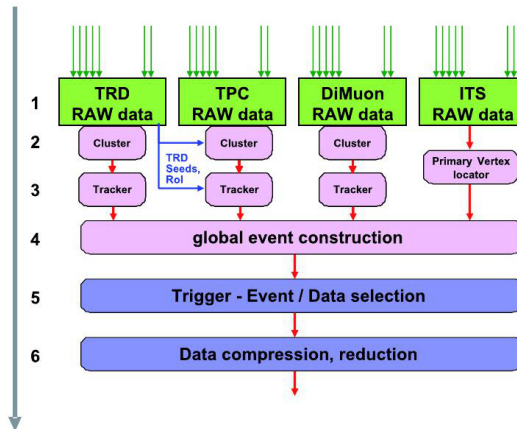 1
TRD
RAW data
TPC
RAW data
DiMuon
RAW data
ITS
RAW data
2
Cluster
TRD
Seeds,
RoI
Cluster
Cluster
Primary Vertex
locator
3
Tracker
Tracker
Tracker
4
global event construction
5
Trigger - Event / Data selection
6
Data compression, reduction